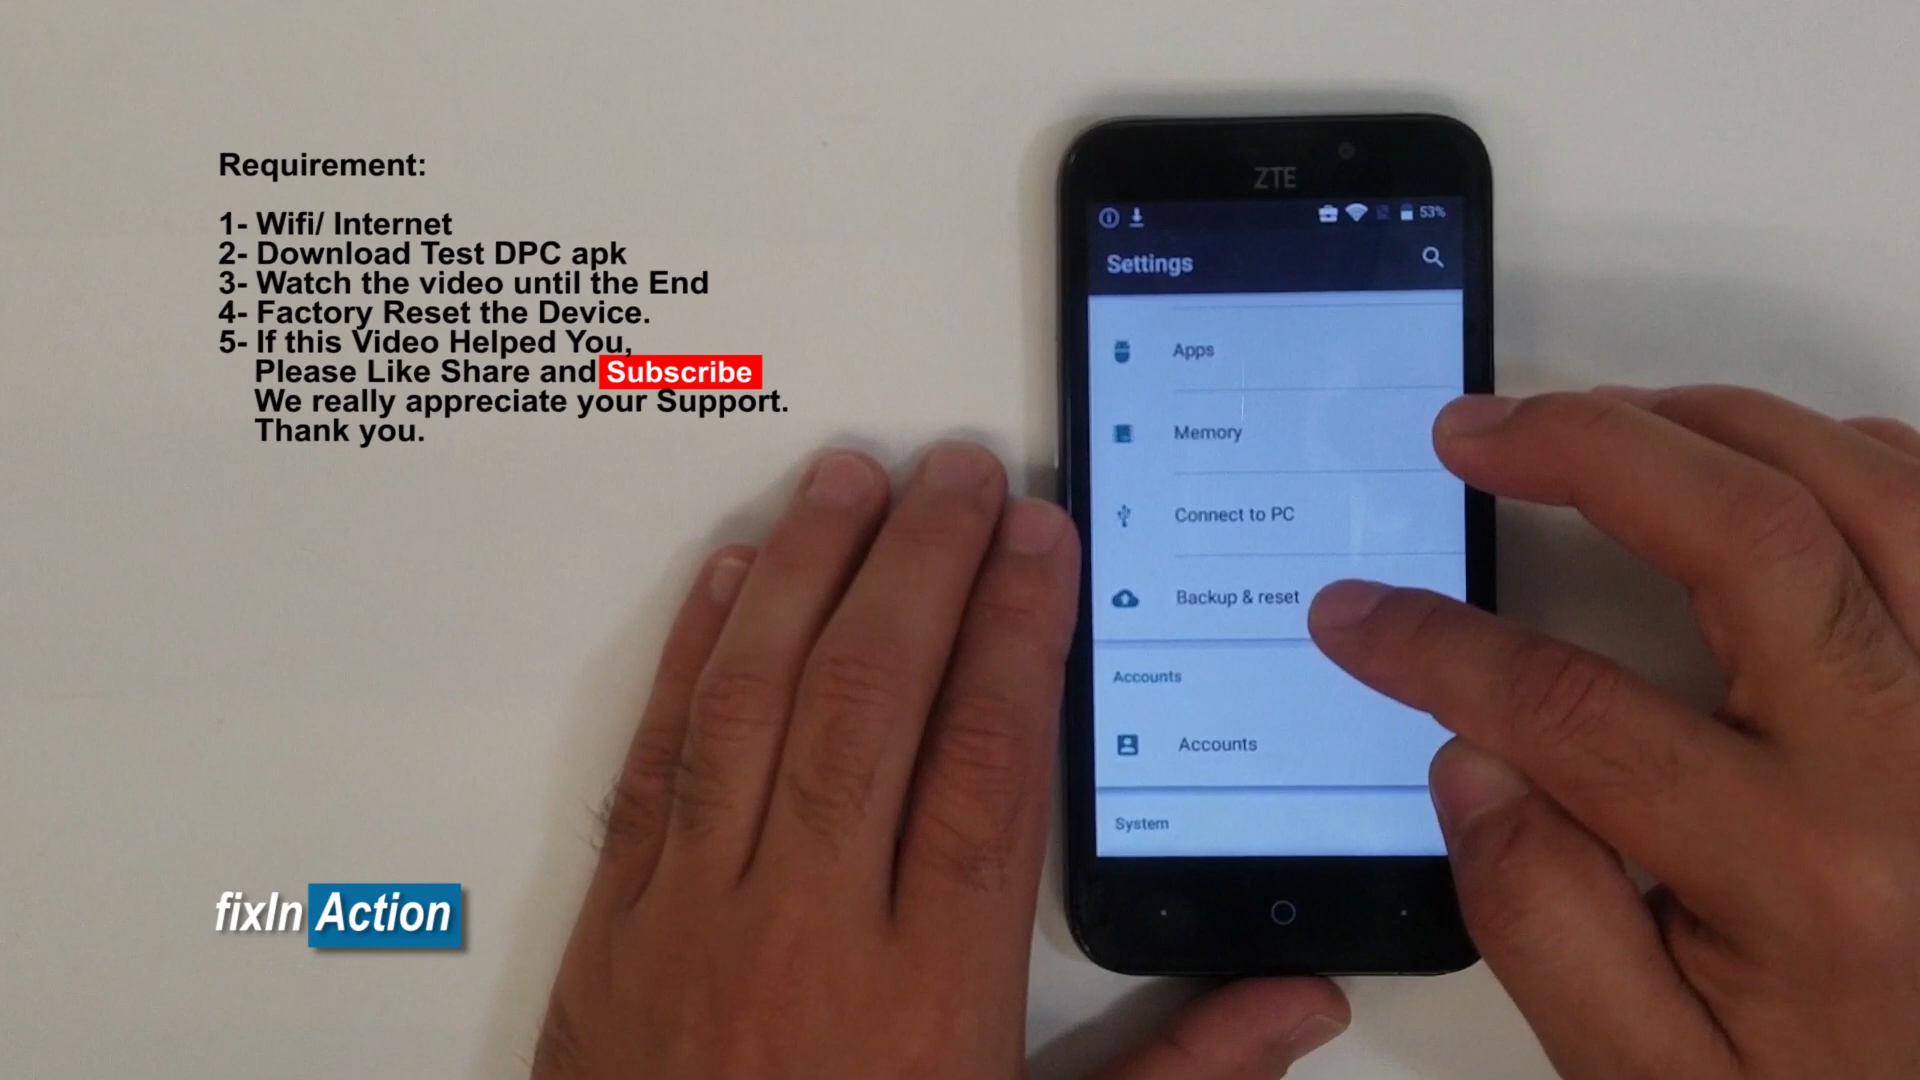 Requirement:
1- Wifi/ Internet
2- Download Test DPC apk
3- Watch the video until the End
4- Factory Reset the Device.
5- If this Video Helped You,
Please Like Share and Subscribe
We really appreciate your Support.
Thank you.
fixIn Action
ZTE
53%
Settings
Apps
Memory
Connect to PC
Backup & reset
Accounts
Accounts
System